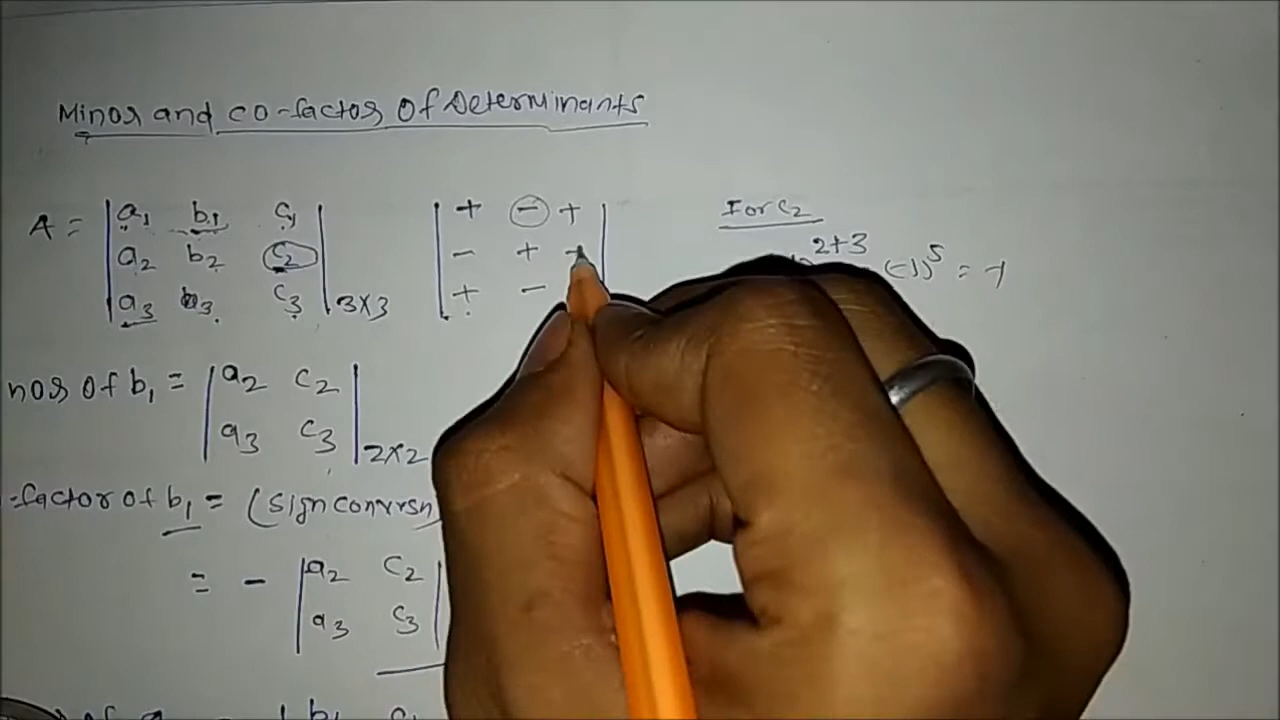 Minor and co-factor of Determinants
A = | a1 b1 c1 | | + - + | For c2
| a2 b2 c2 | | - + 2+3 (-1)^5 = -1
| a3 b3 c3 | 3×3 | + -
nor of b1 = | a2 c2 |
| a3 c3 | 2×2
-factor of b1 = (sign convrsn
= - | a2 c2 |
| a3 c3 |
b1